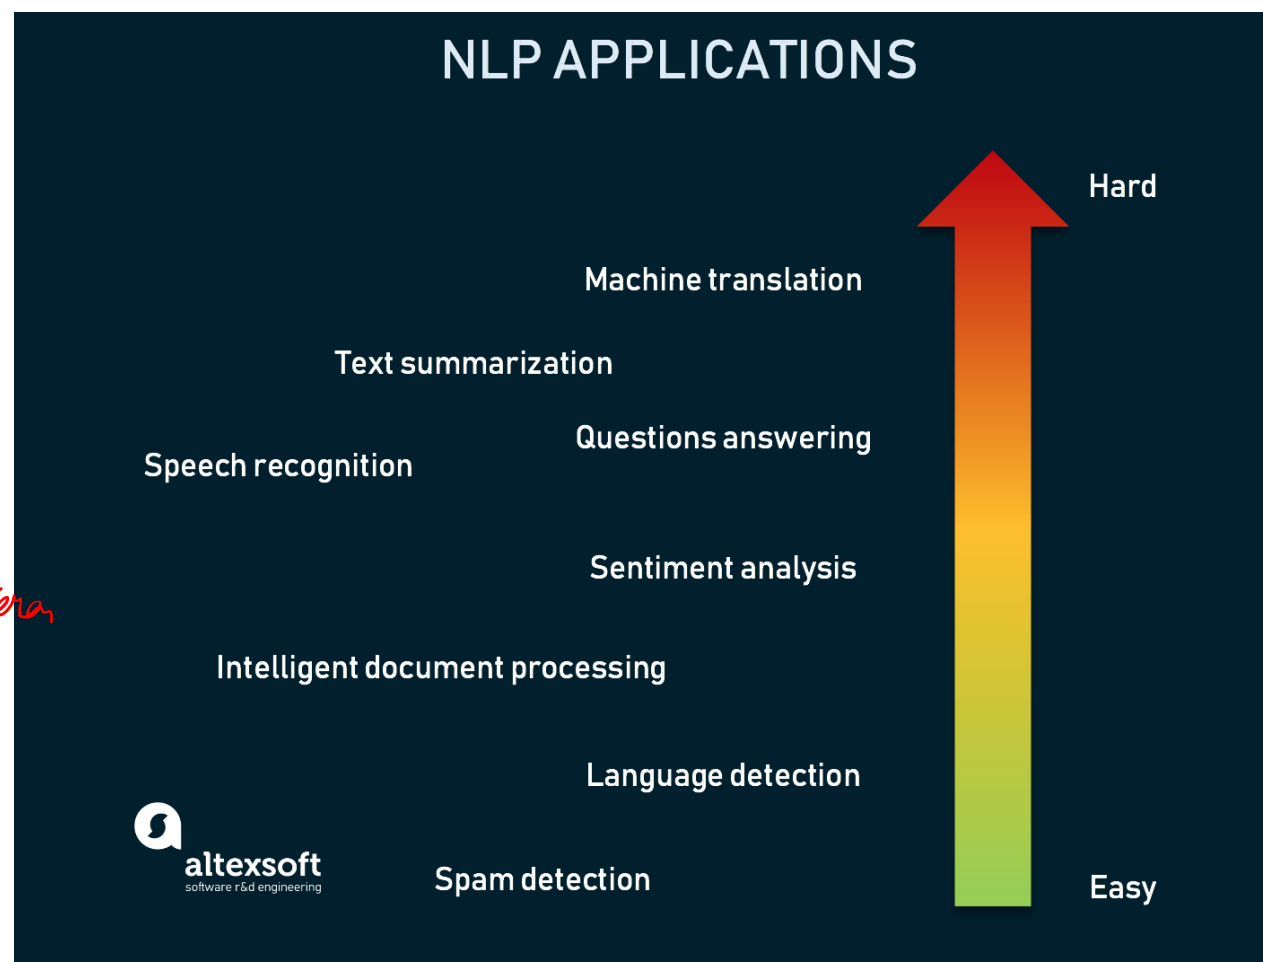 NLP APPLICATIONS
Hard
Machine translation
Text summarization
Questions answering
Speech recognition
Sentiment analysis
Intelligent document processing
Language detection
altexsoft
software r&d engineering
Spam detection
Easy